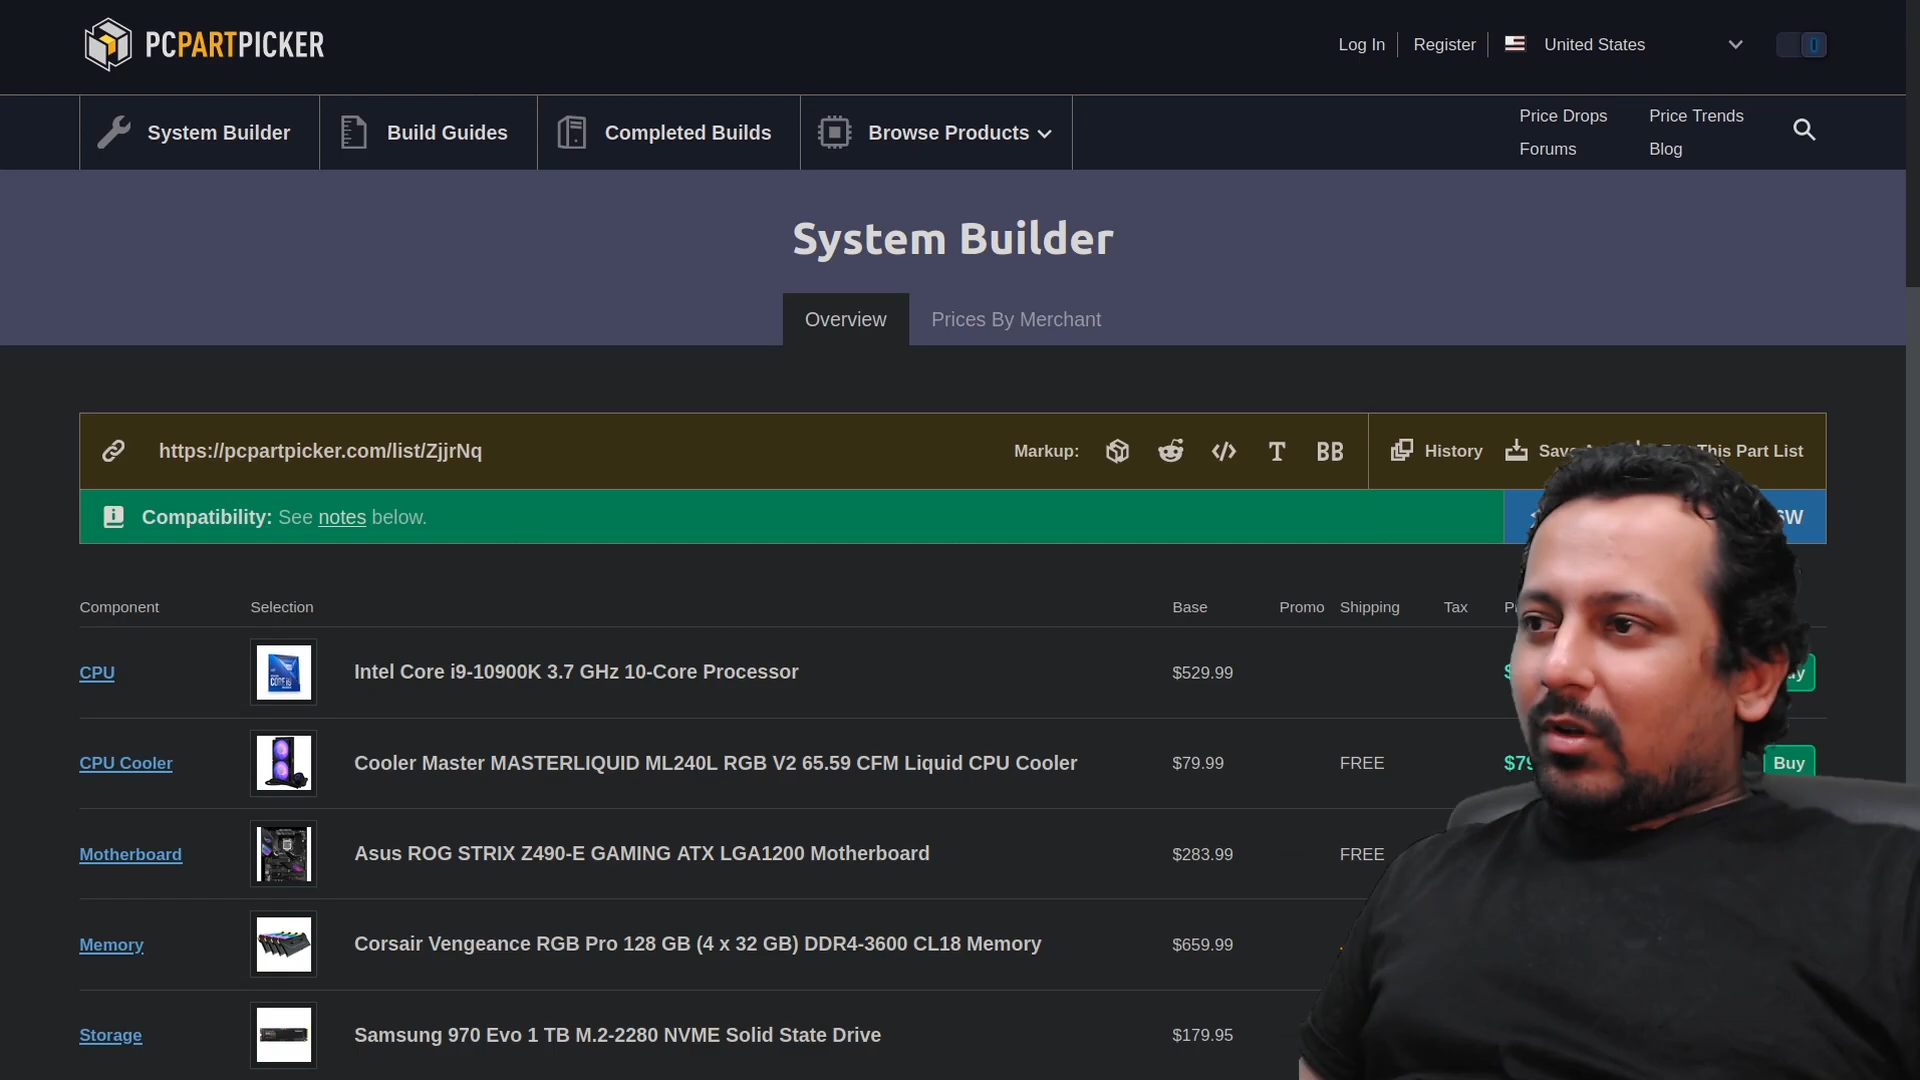 PCPARTPICKER
Log In
Register
United States
System Builder
Build Guides
Completed Builds
Browse Products
Price Drops
Price Trends
Forums
Blog
System Builder
Overview
Prices By Merchant
https://pcpartpicker.com/list/ZjjrNq
Markup:
BB
History
This Part List
Compatibility: See notes below.
Component Selection Base Promo Shipping Tax
CPU Intel Core i9-10900K 3.7 GHz 10-Core Processor $529.99
CPU Cooler Cooler Master MASTERLIQUID ML240L RGB V2 65.59 CFM Liquid CPU Cooler $79.99 FREE Buy
Motherboard Asus ROG STRIX Z490-E GAMING ATX LGA1200 Motherboard $283.99 FREE
Memory Corsair Vengeance RGB Pro 128 GB (4 x 32 GB) DDR4-3600 CL18 Memory $659.99
Storage Samsung 970 Evo 1 TB M.2-2280 NVME Solid State Drive $179.95